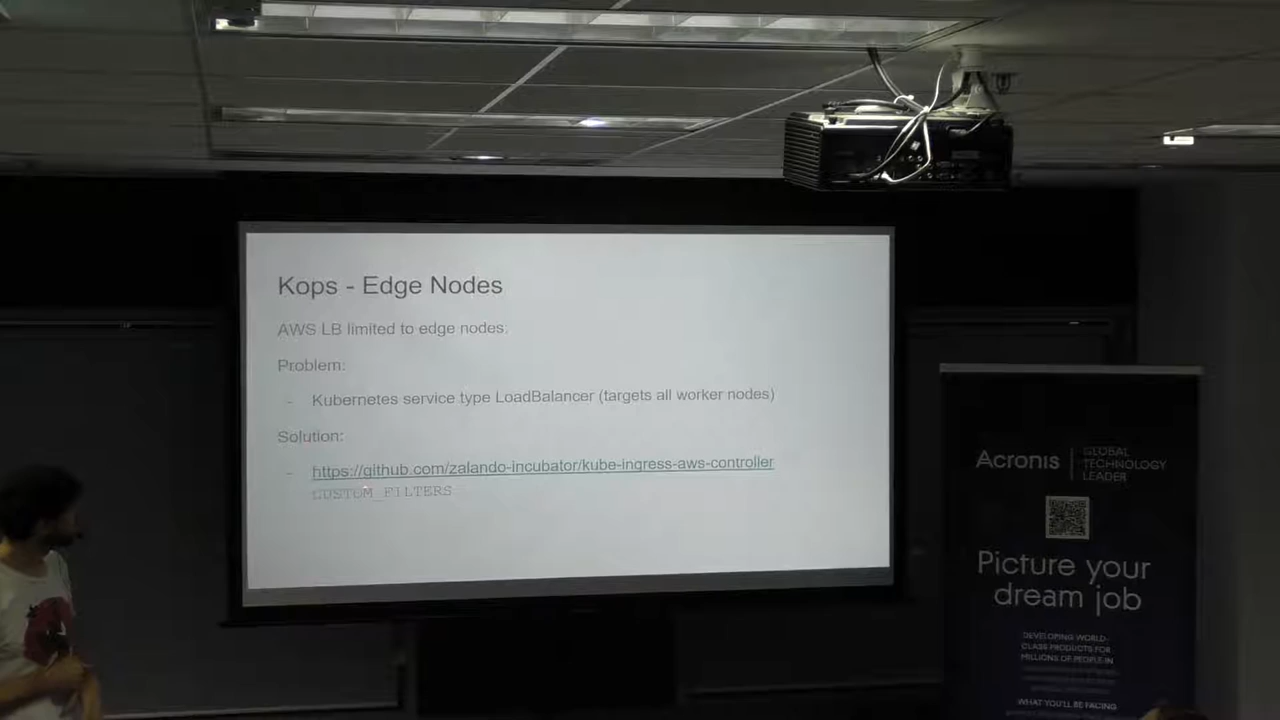 Kops - Edge Nodes
AWS LB limited to edge nodes:
Problem:
- Kubernetes service type LoadBalancer (targets all worker nodes)
Solution:
- https://github.com/zalando-incubator/kube-ingress-aws-controller
CUSTOM_FILTERS
Acronis
GLOBAL
TECHNOLOGY
LEADER
Picture your
dream job
DEVELOPING WORLD-
CLASS PRODUCTS FOR
MILLIONS OF PEOPLE IN
WHAT YOU'LL BE FACING